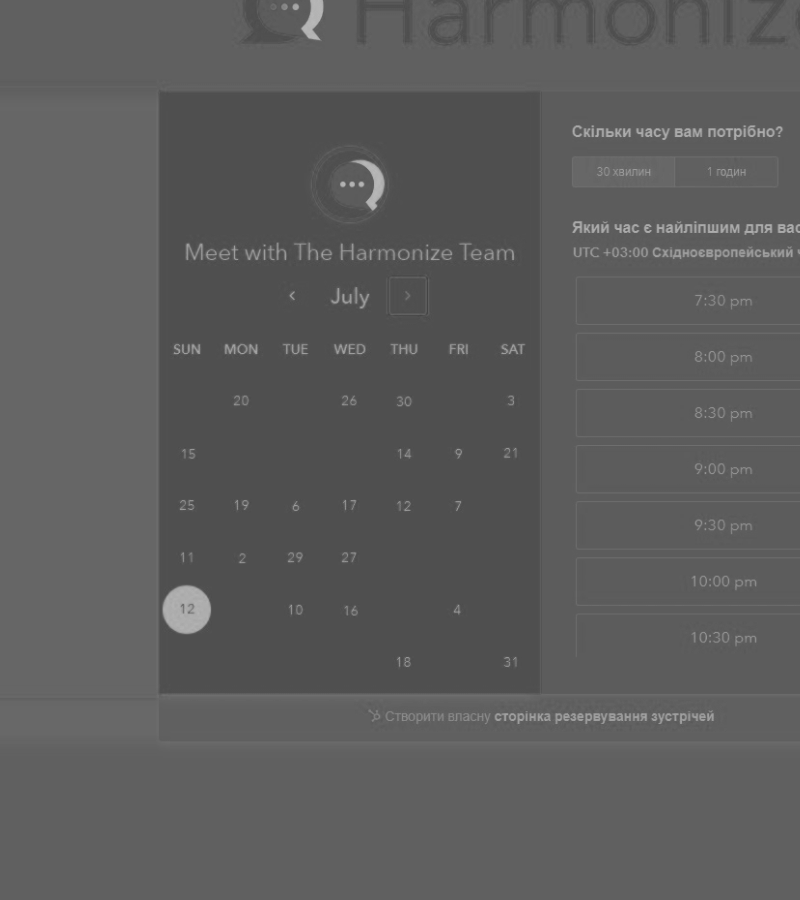 Harmonize
Скільки часу вам потрібно?
30 хвилин 1 годин
Meet with The Harmonize Team
Який час є найліпшим для вас
UTC +03:00 Східноєвропейський
July
7:30 pm
SUN MON TUE WED THU FRI SAT
8:00 pm
20 26 30 3
8:30 pm
15 14 9 21
9:00 pm
25 19 6 17 12 7
9:30 pm
11 2 29 27
10:00 pm
12 10 16 4
10:30 pm
18 31
Створити власну сторінка резервування зустрічей